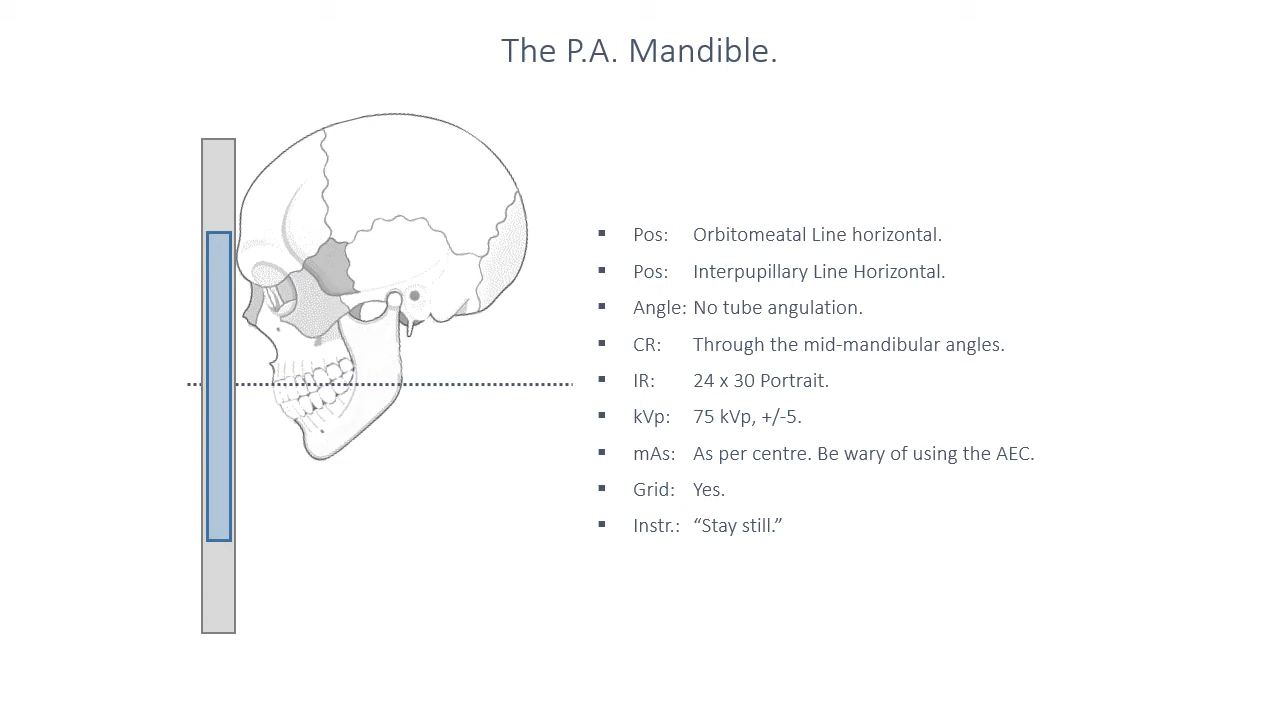 The P.A. Mandible.
▪ Pos: Orbitomeatal Line horizontal.
▪ Pos: Interpupillary Line Horizontal.
▪ Angle: No tube angulation.
▪ CR: Through the mid-mandibular angles.
▪ IR: 24 x 30 Portrait.
▪ kVp: 75 kVp, +/-5.
▪ mAs: As per centre. Be wary of using the AEC.
▪ Grid: Yes.
▪ Instr.: “Stay still.”